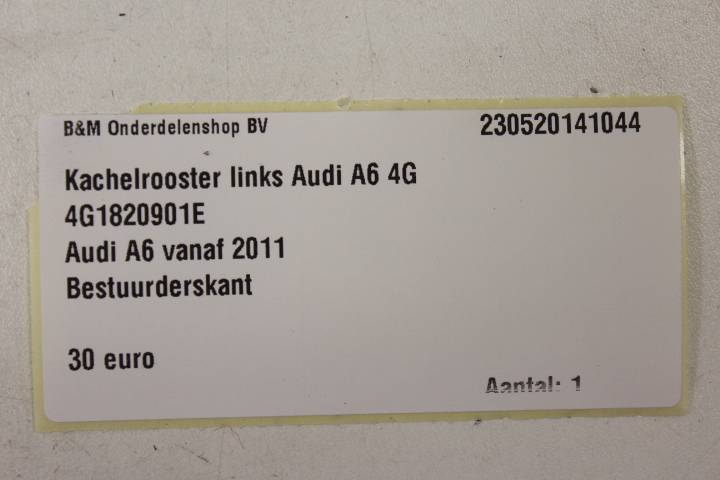 B&M Onderdelenshop BV 230520141044
Kachelrooster links Audi A6 4G
4G1820901E
Audi A6 vanaf 2011
Bestuurderskant
30 euro
Aantal: 1